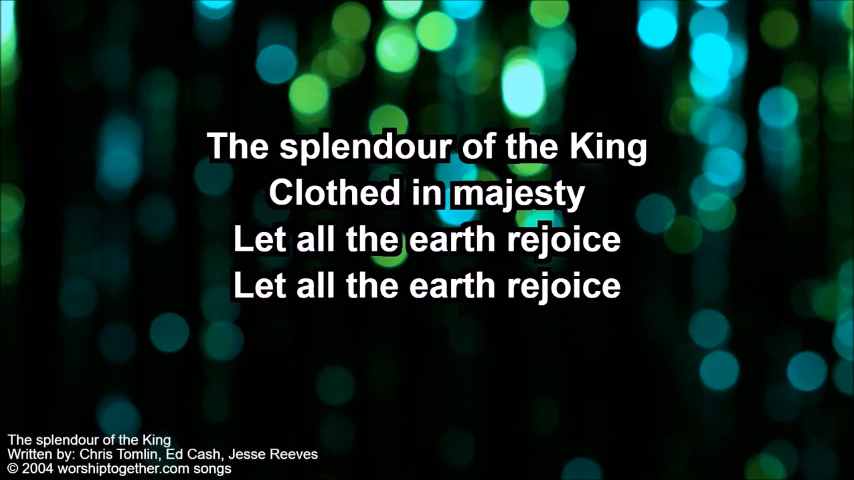 The splendour of the King
Clothed in majesty
Let all the earth rejoice
Let all the earth rejoice
The splendour of the King
Written by: Chris Tomlin, Ed Cash, Jesse Reeves
© 2004 worshiptogether.com songs